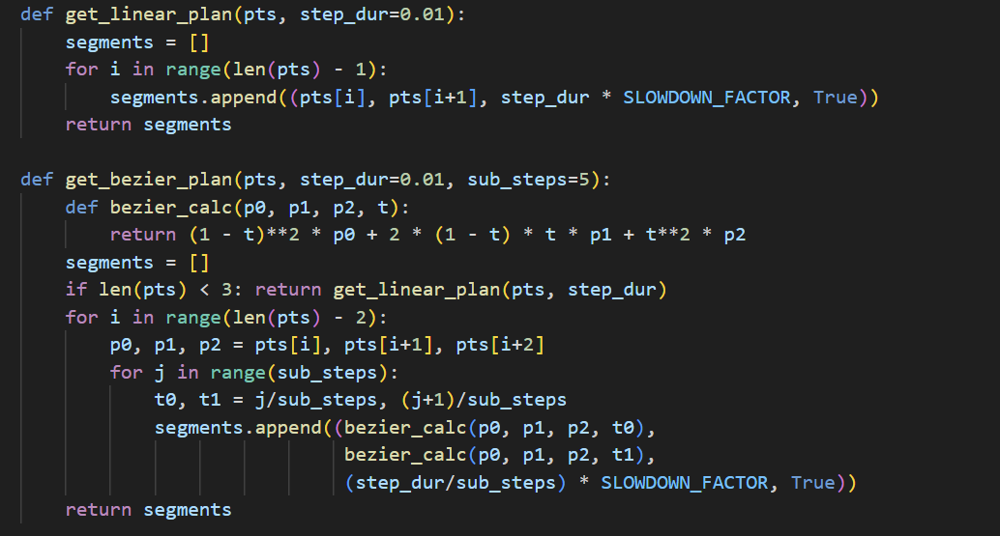 def get_linear_plan(pts, step_dur=0.01):
    segments = []
    for i in range(len(pts) - 1):
        segments.append((pts[i], pts[i+1], step_dur * SLOWDOWN_FACTOR, True))
    return segments

def get_bezier_plan(pts, step_dur=0.01, sub_steps=5):
    def bezier_calc(p0, p1, p2, t):
        return (1 - t)**2 * p0 + 2 * (1 - t) * t * p1 + t**2 * p2
    segments = []
    if len(pts) < 3: return get_linear_plan(pts, step_dur)
    for i in range(len(pts) - 2):
        p0, p1, p2 = pts[i], pts[i+1], pts[i+2]
        for j in range(sub_steps):
            t0, t1 = j/sub_steps, (j+1)/sub_steps
            segments.append((bezier_calc(p0, p1, p2, t0),
                             bezier_calc(p0, p1, p2, t1),
                             (step_dur/sub_steps) * SLOWDOWN_FACTOR, True))
    return segments